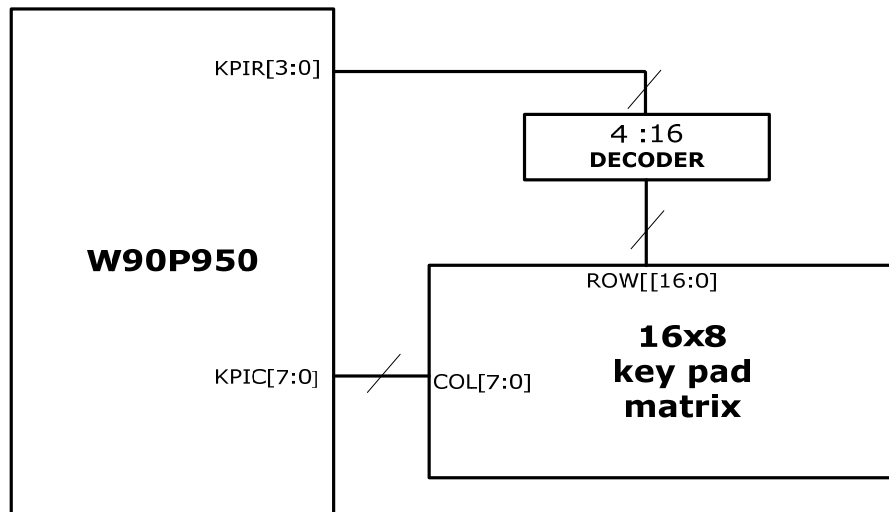 KPIR[3:0]
4 :16
DECODER
W90P950
ROW[[16:0]
16x8
key pad
matrix
KPIC[7:0]
COL[7:0]